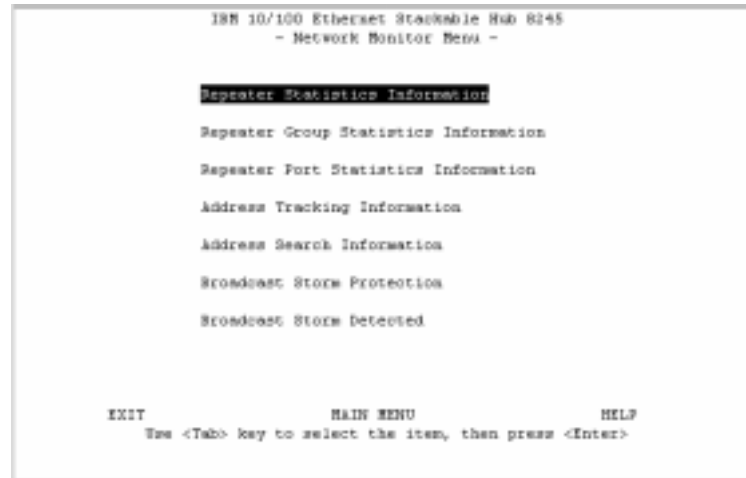 IBM 10/100 Ethernet Stackable Hub 8245
- Network Monitor Menu -
Repeater Statistics Information
Repeater Group Statistics Information
Repeater Port Statistics Information
Address Tracking Information
Address Search Information
Broadcast Storm Protection
Broadcast Storm Detected
EXIT MAIN MENU HELP
Use <Tab> key to select the item, then press <Enter>